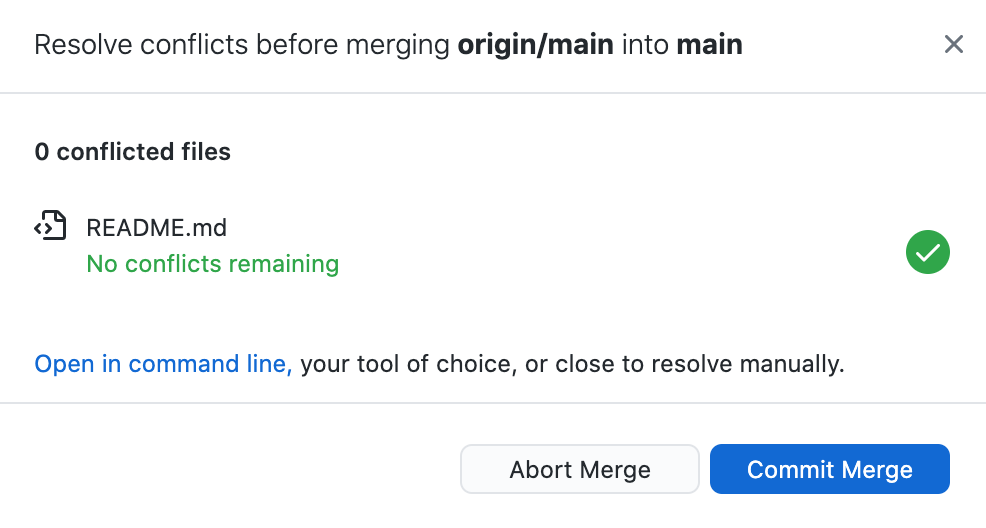 Resolve conflicts before merging origin/main into main
0 conflicted files
README.md
No conflicts remaining
Open in command line, your tool of choice, or close to resolve manually.
Abort Merge
Commit Merge